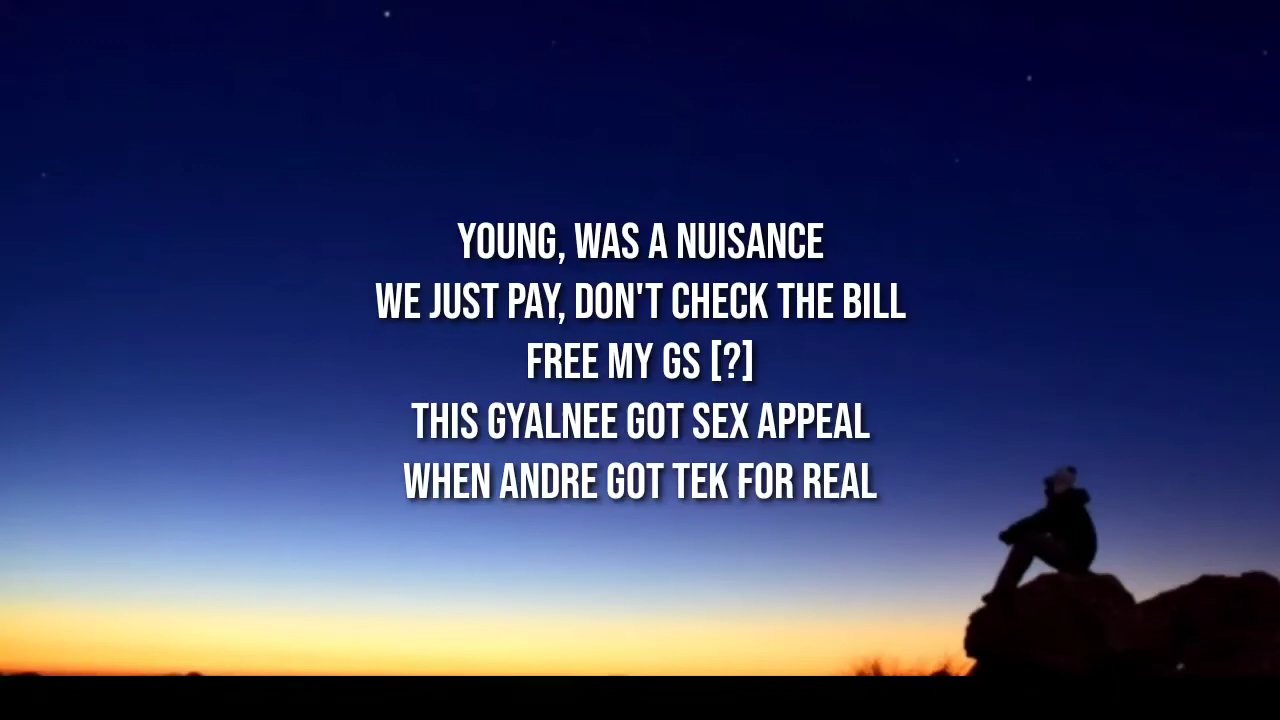 YOUNG, WAS A NUISANCE
WE JUST PAY, DON'T CHECK THE BILL
FREE MY GS [?]
THIS GYALNEE GOT SEX APPEAL
WHEN ANDRE GOT TEK FOR REAL